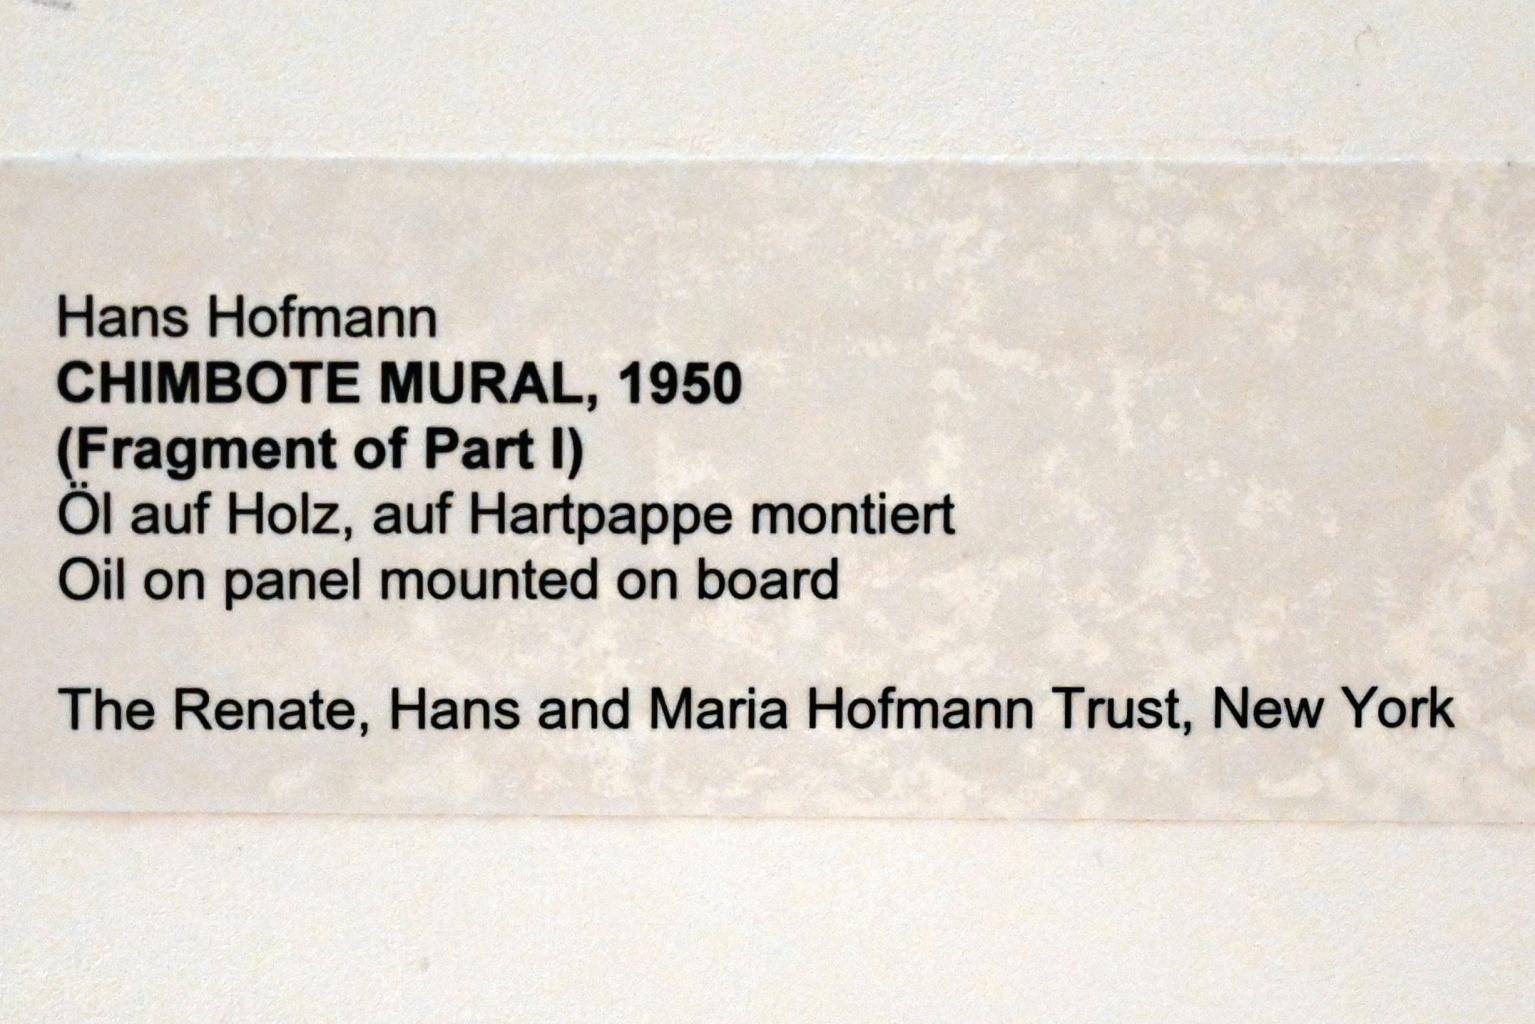 Hans Hofmann
CHIMBOTE MURAL, 1950
(Fragment of Part I)
Öl auf Holz, auf Hartpappe montiert
Oil on panel mounted on board
The Renate, Hans and Maria Hofmann Trust, New York